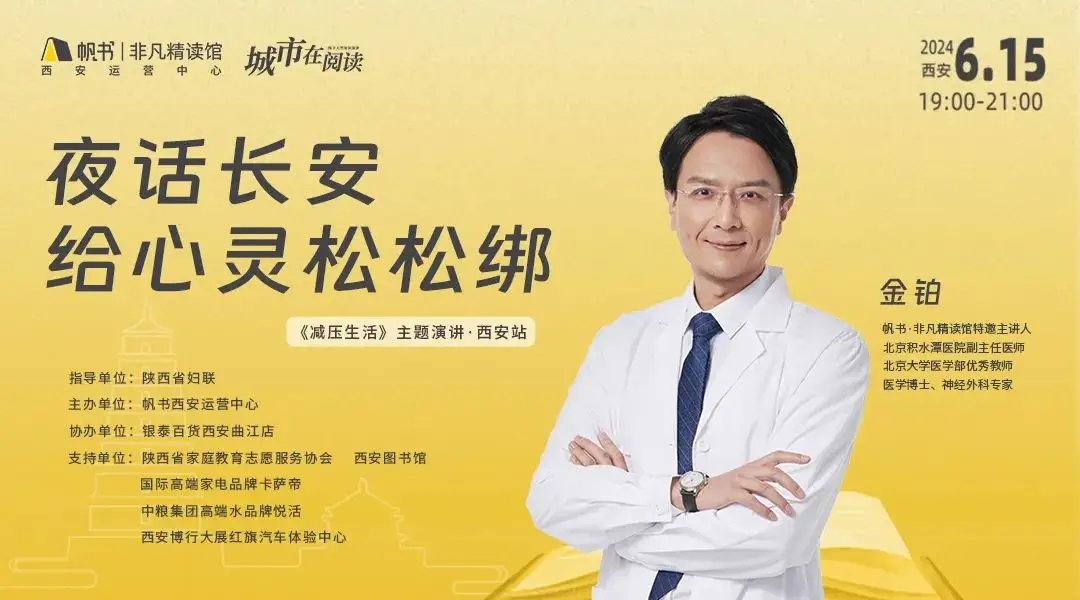 帆书 | 非凡精读馆
西安运营中心
城市在阅读
2024
西安
6.15
19:00-21:00
夜话长安
给心灵松松绑
《减压生活》主题演讲·西安站
指导单位：陕西省妇联
主办单位：帆书西安运营中心
协办单位：银泰百货西安曲江店
支持单位：陕西省家庭教育志愿服务协会 西安图书馆
国际高端家电品牌卡萨帝
中粮集团高端水品牌悦活
西安博行大展红旗汽车体验中心
金铂
帆书·非凡精读馆特邀主讲人
北京积水潭医院副主任医师
北京大学医学部优秀教师
医学博士、神经外科专家